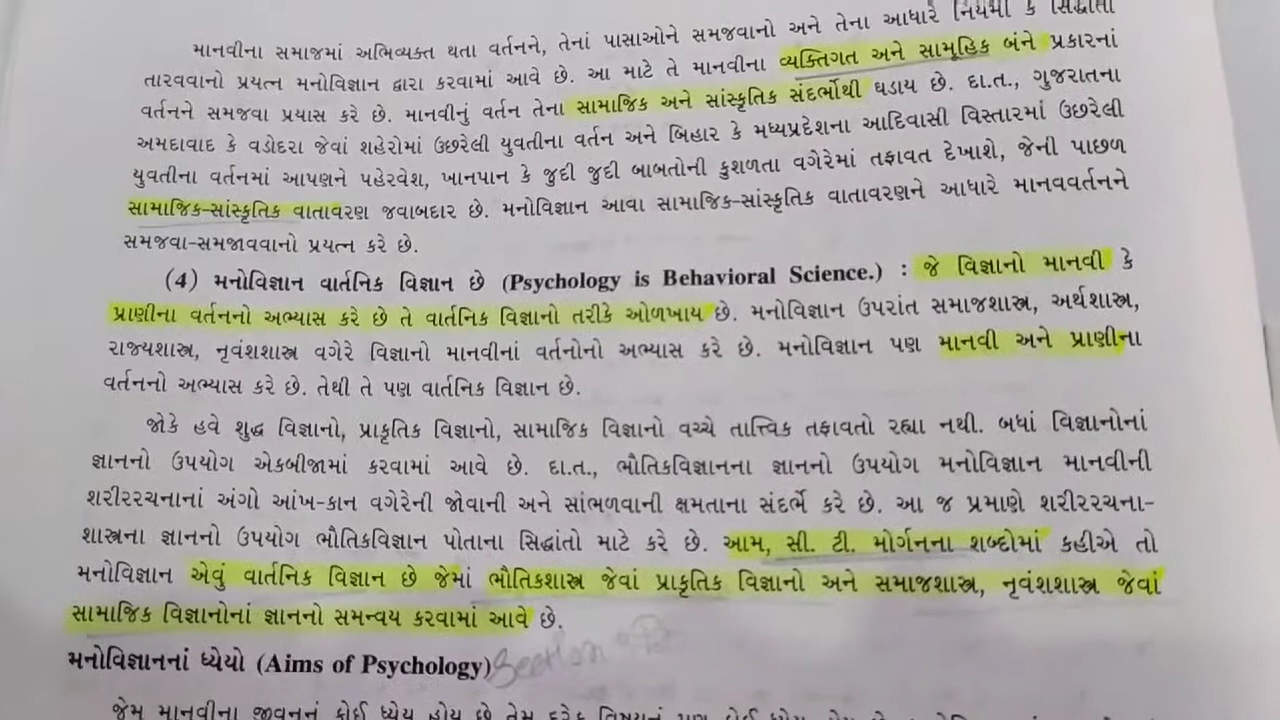 માનવીના સમાજમાં અભિવ્યક્ત થતા વર્તનને, તેનાં પાસાઓને સમજવાનો અને તેના આધારે નિયમો કે સિદ્ધાંતો
તારવવાનો પ્રયત્ન મનોવિજ્ઞાન દ્વારા કરવામાં આવે છે. આ માટે તે માનવીના વ્યક્તિગત અને સામૂહિક બંને પ્રકારનાં
વર્તનને સમજવા પ્રયાસ કરે છે. માનવીનું વર્તન તેના સામાજિક અને સાંસ્કૃતિક સંદર્ભોથી ઘડાય છે. દા.ત., ગુજરાતના
અમદાવાદ કે વડોદરા જેવાં શહેરોમાં ઉછરેલી યુવતીના વર્તન અને બિહાર કે મધ્યપ્રદેશના આદિવાસી વિસ્તારમાં ઉછરેલી
યુવતીના વર્તનમાં આપણને પહેરવેશ, ખાનપાન કે જુદી જુદી બાબતોની કુશળતા વગેરેમાં તફાવત દેખાશે, જેની પાછળ
સામાજિક-સાંસ્કૃતિક વાતાવરણ જવાબદાર છે. મનોવિજ્ઞાન આવા સામાજિક-સાંસ્કૃતિક વાતાવરણને આધારે માનવવર્તનને
સમજવા-સમજાવવાનો પ્રયત્ન કરે છે.
(4) મનોવિજ્ઞાન વાર્તનિક વિજ્ઞાન છે (Psychology is Behavioral Science.) : જે વિજ્ઞાનો માનવી કે
પ્રાણીના વર્તનનો અભ્યાસ કરે છે તે વાર્તનિક વિજ્ઞાનો તરીકે ઓળખાય છે. મનોવિજ્ઞાન ઉપરાંત સમાજશાસ્ત્ર, અર્થશાસ્ત્ર,
રાજ્યશાસ્ત્ર, નૃવંશશાસ્ત્ર વગેરે વિજ્ઞાનો માનવીનાં વર્તનોનો અભ્યાસ કરે છે. મનોવિજ્ઞાન પણ માનવી અને પ્રાણીના
વર્તનનો અભ્યાસ કરે છે. તેથી તે પણ વાર્તનિક વિજ્ઞાન છે.
જોકે હવે શુદ્ધ વિજ્ઞાનો, પ્રાકૃતિક વિજ્ઞાનો, સામાજિક વિજ્ઞાનો વચ્ચે તાત્ત્વિક તફાવતો રહ્યા નથી. બધાં વિજ્ઞાનોનાં
જ્ઞાનનો ઉપયોગ એકબીજામાં કરવામાં આવે છે. દા.ત., ભૌતિકવિજ્ઞાનના જ્ઞાનનો ઉપયોગ મનોવિજ્ઞાન માનવીની
શરીરરચનાનાં અંગો આંખ-કાન વગેરેની જોવાની અને સાંભળવાની ક્ષમતાના સંદર્ભે કરે છે. આ જ પ્રમાણે શરીરરચના-
શાસ્ત્રના જ્ઞાનનો ઉપયોગ ભૌતિકવિજ્ઞાન પોતાના સિદ્ધાંતો માટે કરે છે. આમ, સી. ટી. મોર્ગનના શબ્દોમાં કહીએ તો
મનોવિજ્ઞાન એવું વાર્તનિક વિજ્ઞાન છે જેમાં ભૌતિકશાસ્ત્ર જેવાં પ્રાકૃતિક વિજ્ઞાનો અને સમાજશાસ્ત્ર, નૃવંશશાસ્ત્ર જેવાં
સામાજિક વિજ્ઞાનોનાં જ્ઞાનનો સમન્વય કરવામાં આવે છે.
મનોવિજ્ઞાનનાં ધ્યેયો (Aims of Psychology) Section
જેમ માનવીના જીવનનું કોઈ ધ્યેય હોય છે તેમ દરેક વિષયનું પણ કોઈ ધ્યેય